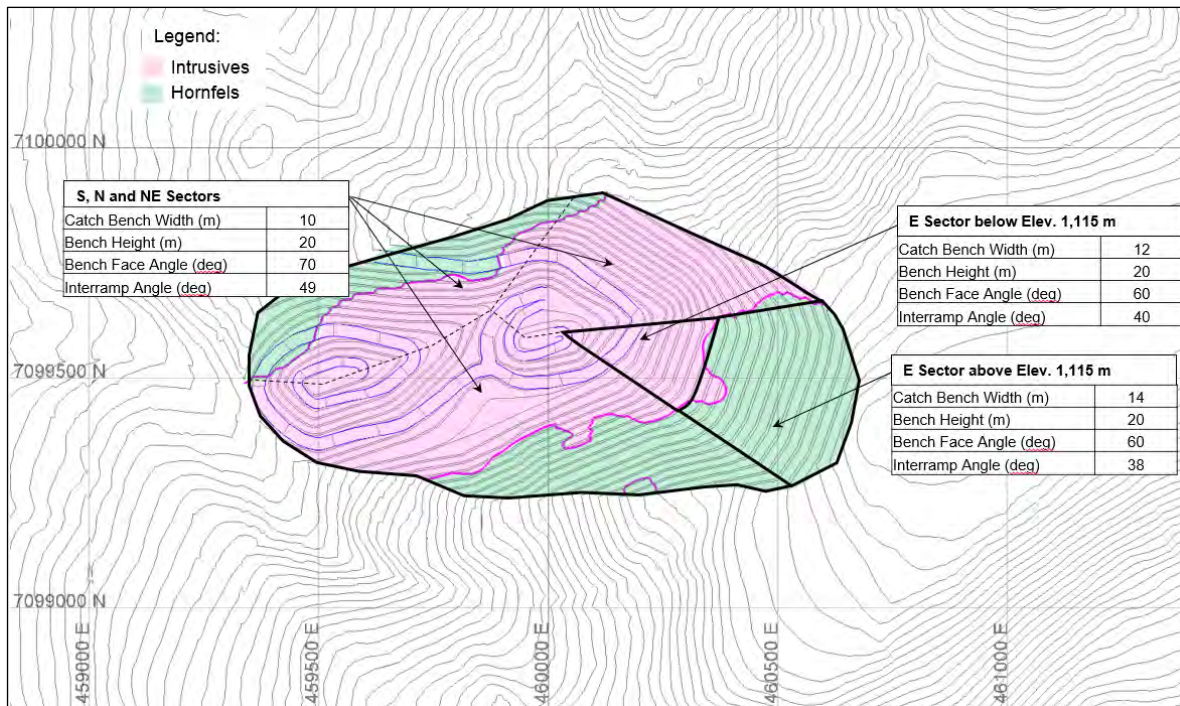 Legend:
Intrusives
Hornfels
7100000 N
S, N and NE Sectors
Catch Bench Width (m) 10
Bench Height (m) 20
Bench Face Angle (deg) 70
Interramp Angle (deg) 49
E Sector below Elev. 1,115 m
Catch Bench Width (m) 12
Bench Height (m) 20
Bench Face Angle (deg) 60
Interramp Angle (deg) 40
7099500 N
E Sector above Elev. 1,115 m
Catch Bench Width (m) 14
Bench Height (m) 20
Bench Face Angle (deg) 60
Interramp Angle (deg) 38
7099000 N
459000 E
459500 E
460000 E
460500 E
461000 E